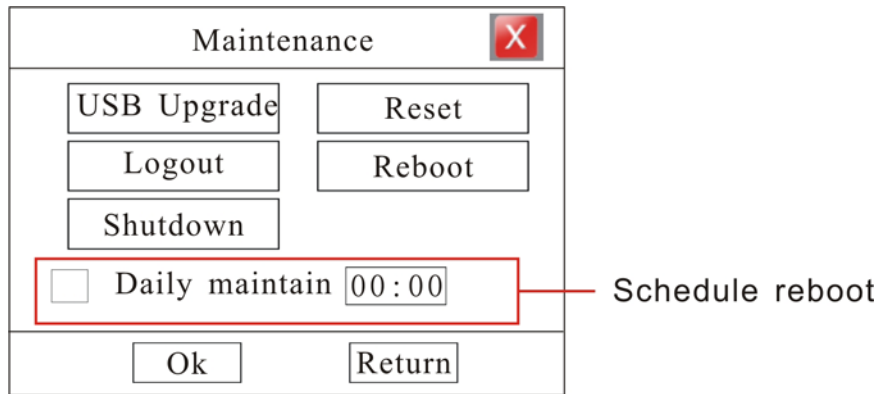 Maintenance X
USB Upgrade Reset
Logout Reboot
Shutdown
Daily maintain 00:00 Schedule reboot
Ok Return